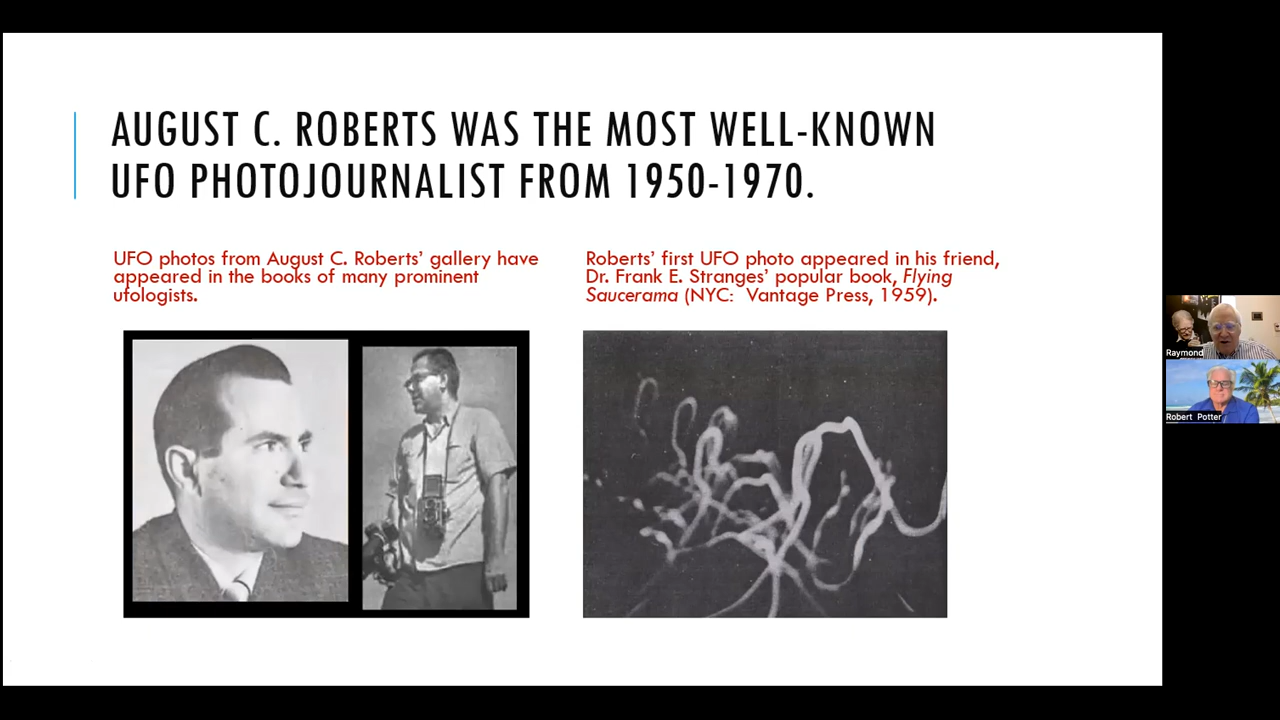 AUGUST C. ROBERTS WAS THE MOST WELL-KNOWN
UFO PHOTOJOURNALIST FROM 1950-1970.
UFO photos from August C. Roberts' gallery have
appeared in the books of many prominent
ufologists.
Roberts' first UFO photo appeared in his friend,
Dr. Frank E. Stranges' popular book, Flying
Saucerama (NYC: Vantage Press, 1959).
Raymond
Robert Potter